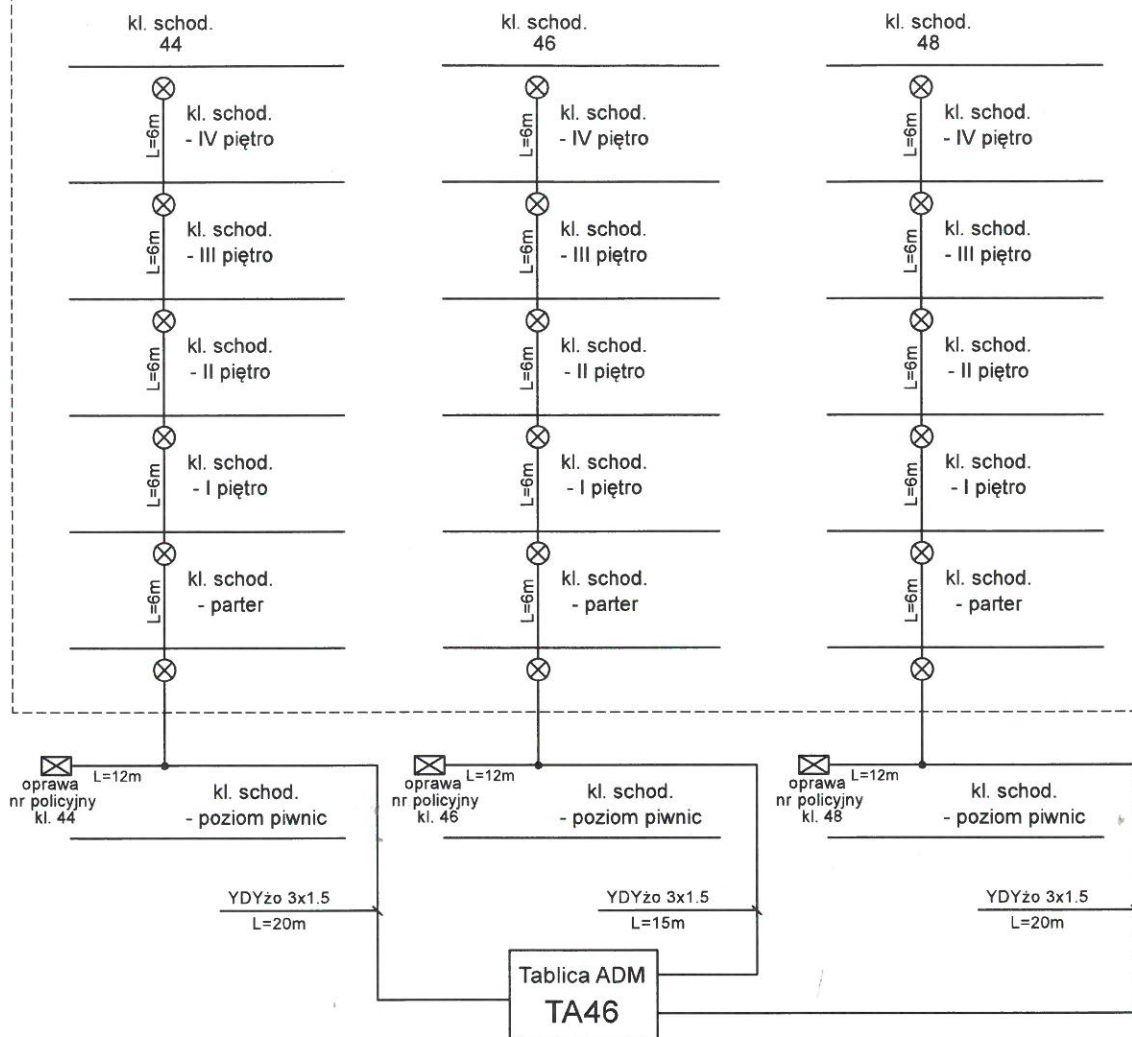 kl. schod.
44
kl. schod.
46
kl. schod.
48
L=6m
kl. schod.
- IV piętro
L=6m
kl. schod.
- IV piętro
L=6m
kl. schod.
- IV piętro
L=6m
kl. schod.
- III piętro
L=6m
kl. schod.
- III piętro
L=6m
kl. schod.
- III piętro
L=6m
kl. schod.
- II piętro
L=6m
kl. schod.
- II piętro
L=6m
kl. schod.
- II piętro
L=6m
kl. schod.
- I piętro
L=6m
kl. schod.
- I piętro
L=6m
kl. schod.
- I piętro
L=6m
kl. schod.
- parter
L=6m
kl. schod.
- parter
L=6m
kl. schod.
- parter
L=12m
oprawa
nr policyjny
kl. 44
kl. schod.
- poziom piwnic
L=12m
oprawa
nr policyjny
kl. 46
kl. schod.
- poziom piwnic
L=12m
oprawa
nr policyjny
kl. 48
kl. schod.
- poziom piwnic
YDYżo 3x1.5
L=20m
YDYżo 3x1.5
L=15m
YDYżo 3x1.5
L=20m
Tablica ADM
TA46